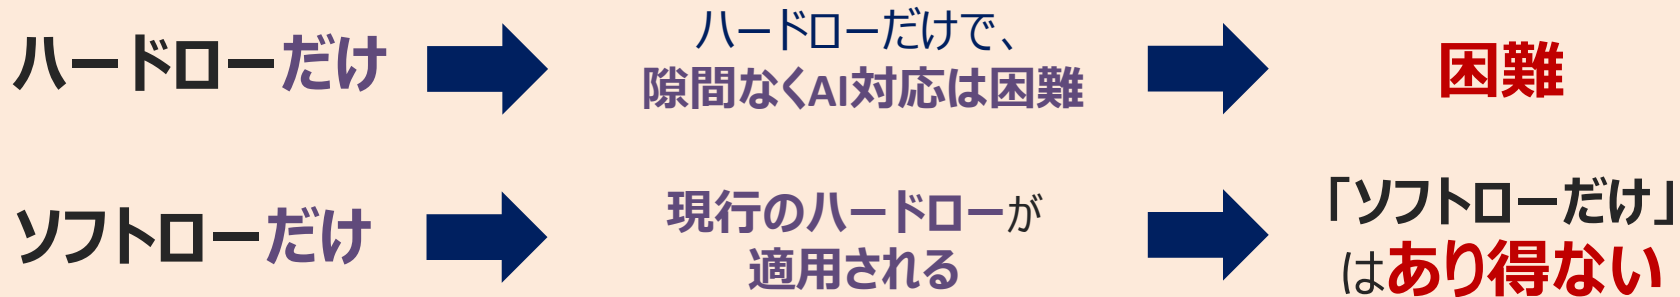 ハードローだけ
ハードローだけで、
隙間なくAI対応は困難
困難
ソフトローだけ
現行のハードローが
適用される
「ソフトローだけ」
はあり得ない